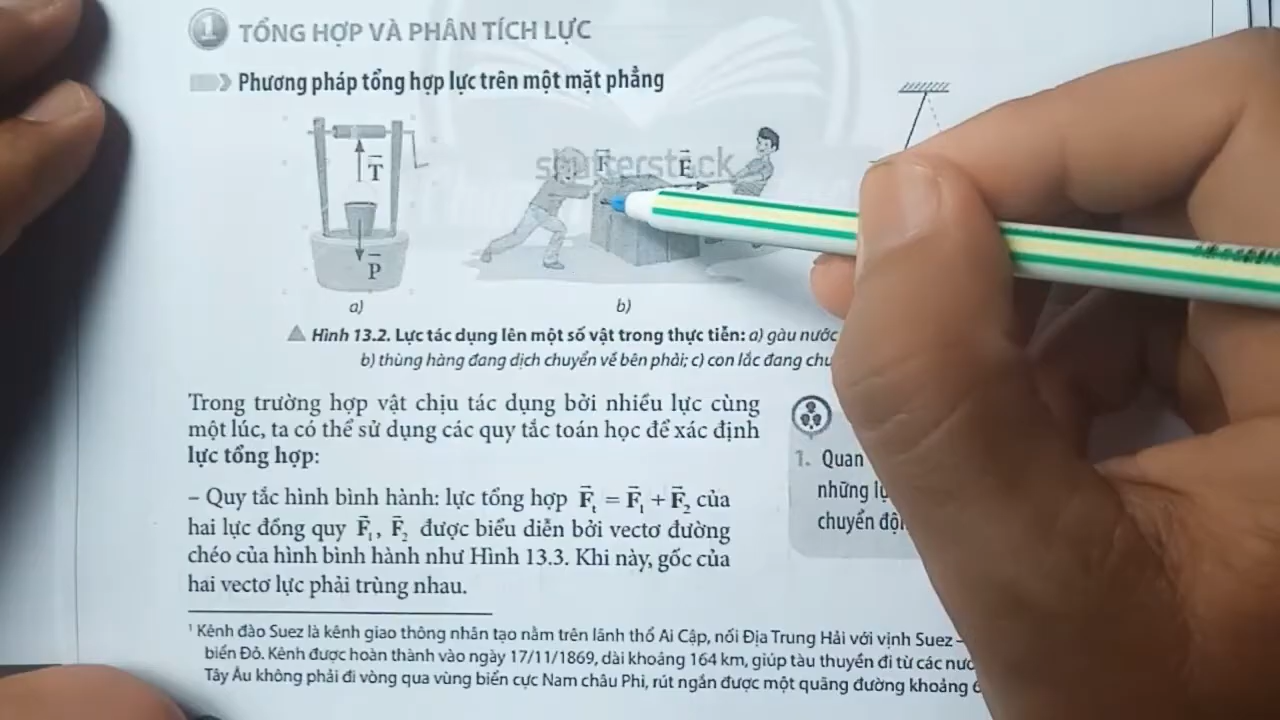 1 TỔNG HỢP VÀ PHÂN TÍCH LỰC
Phương pháp tổng hợp lực trên một mặt phẳng
T
P
shutterstock
F
F
a)
b)
Hình 13.2. Lực tác dụng lên một số vật trong thực tiễn: a) gàu nước
b) thùng hàng đang dịch chuyển về bên phải; c) con lắc đang
Trong trường hợp vật chịu tác dụng bởi nhiều lực cùng
một lúc, ta có thể sử dụng các quy tắc toán học để xác định
lực tổng hợp:
– Quy tắc hình bình hành: lực tổng hợp F⃗t = F⃗1 + F⃗2 của
hai lực đồng quy F⃗1, F⃗2 được biểu diễn bởi vectơ đường
chéo của hình bình hành như Hình 13.3. Khi này, gốc của
hai vectơ lực phải trùng nhau.
1. Quan
những
chuyển
1 Kênh đào Suez là kênh giao thông nhân tạo nằm trên lãnh thổ Ai Cập, nối Địa Trung Hải với vịnh Suez –
biển Đỏ. Kênh được hoàn thành vào ngày 17/11/1869, dài khoảng 164 km, giúp tàu thuyền đi từ các
Tây Âu không phải đi vòng qua vùng biển cực Nam châu Phi, rút ngắn được một quãng đường khoảng